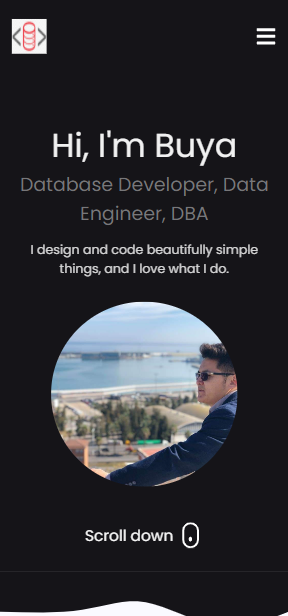 Hi, I'm Buya
Database Developer, Data
Engineer, DBA
I design and code beautifully simple
things, and I love what I do.
Scroll down